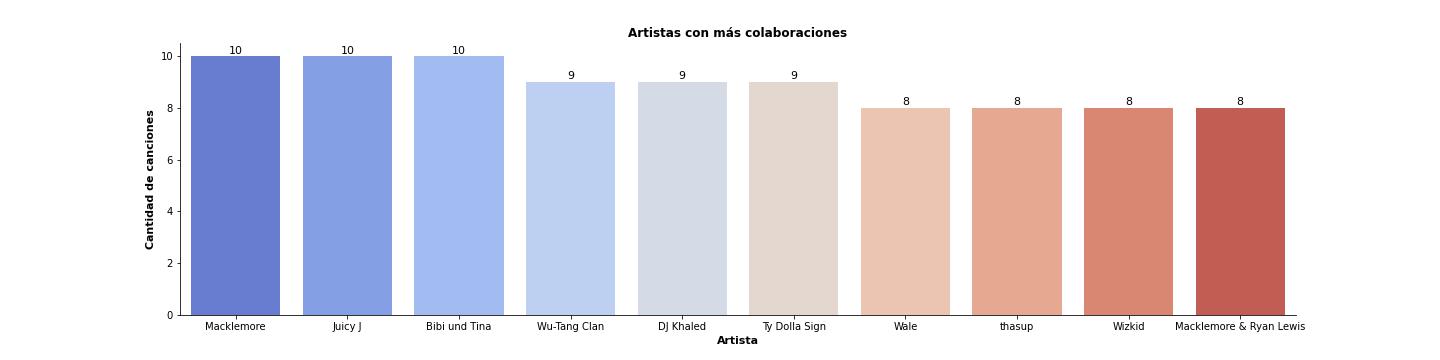 Artistas con más colaboraciones
Cantidad de canciones
10
8
6
4
2
0
10
10
10
9
9
9
8
8
8
8
Macklemore
Juicy J
Bibi und Tina
Wu-Tang Clan
DJ Khaled
Ty Dolla Sign
Wale
thasup
Wizkid
Macklemore & Ryan Lewis
Artista